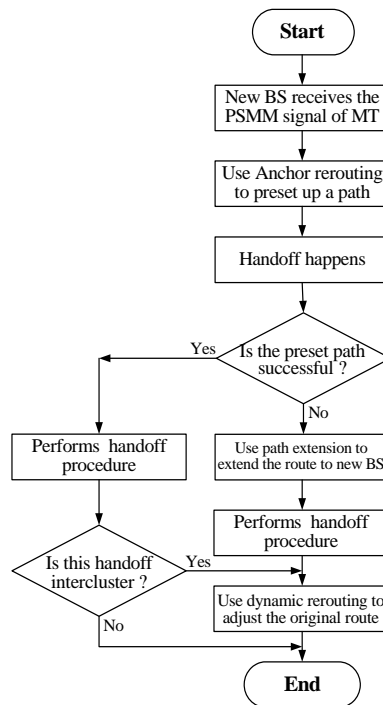 Start
New BS receives the
PSMM signal of MT
Use Anchor rerouting
to preset up a path
Handoff happens
Is the preset path
successful ?
Yes
No
Performs handoff
procedure
Use path extension to
extend the route to new BS
Performs handoff
procedure
Is this handoff
intercluster ?
Yes
No
Use dynamic rerouting to
adjust the original route
End